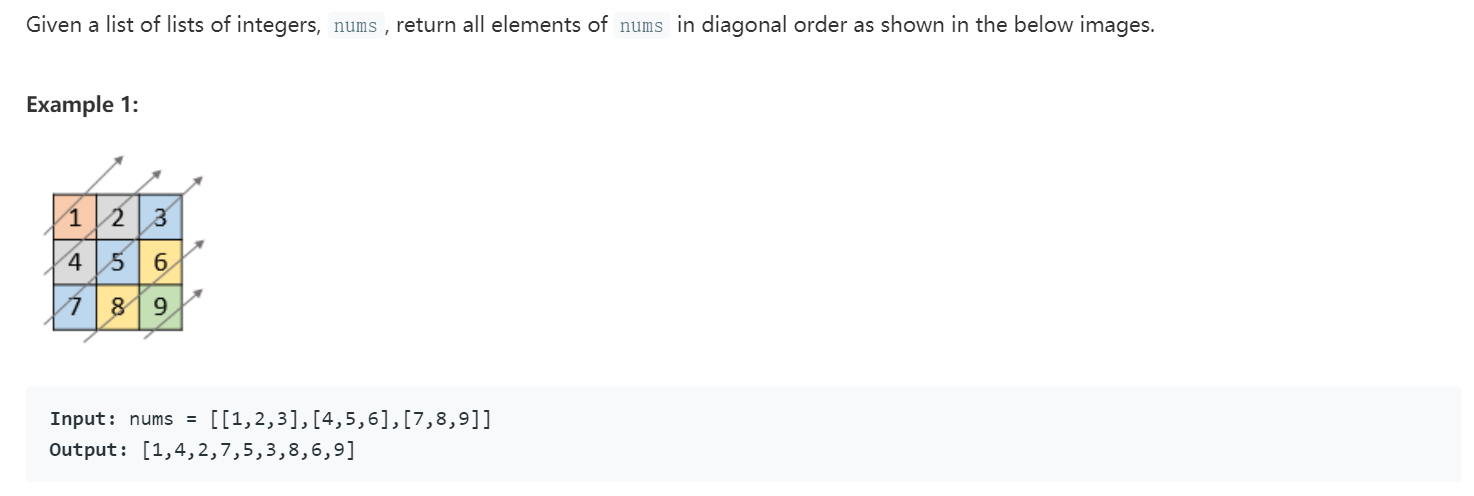 Given a list of lists of integers, nums , return all elements of nums in diagonal order as shown in the below images.
Example 1:
1 2 3
4 5 6
7 8 9
Input: nums = [[1,2,3],[4,5,6],[7,8,9]]
Output: [1,4,2,7,5,3,8,6,9]